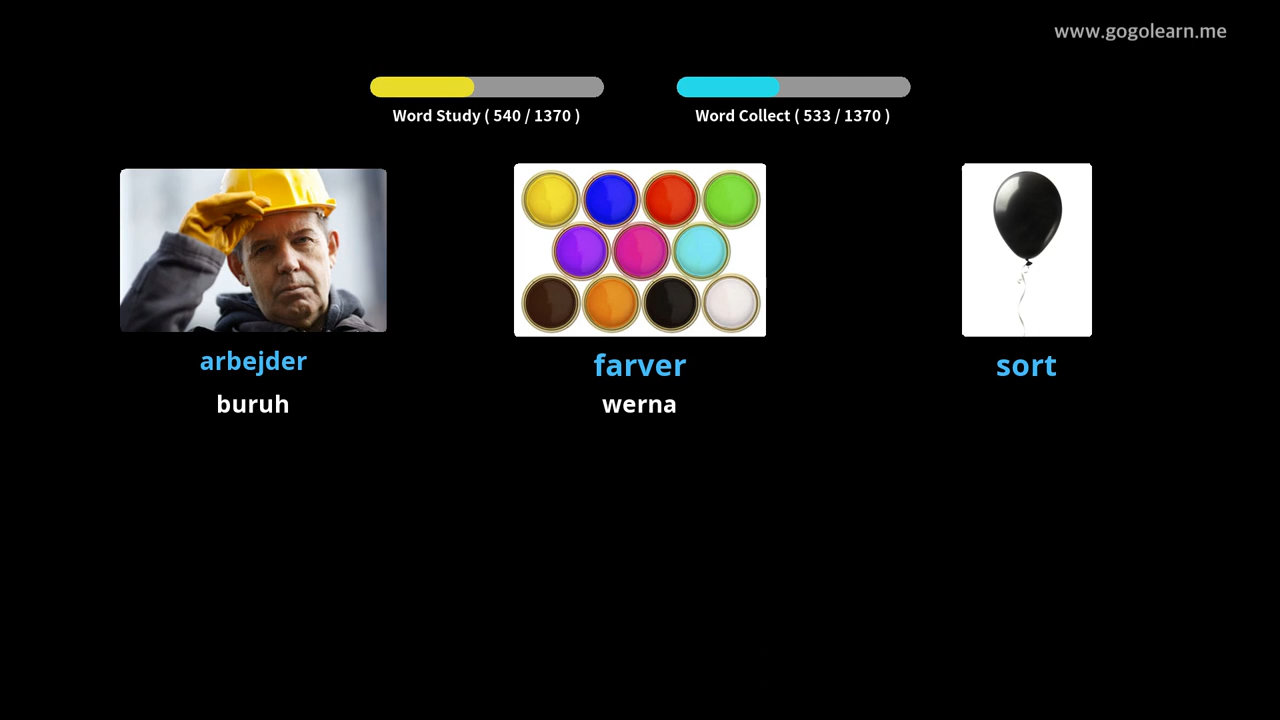 www.gogolearn.me
Word Study ( 540 / 1370 )
Word Collect ( 533 / 1370 )
arbejder
farver
sort
buruh
werna